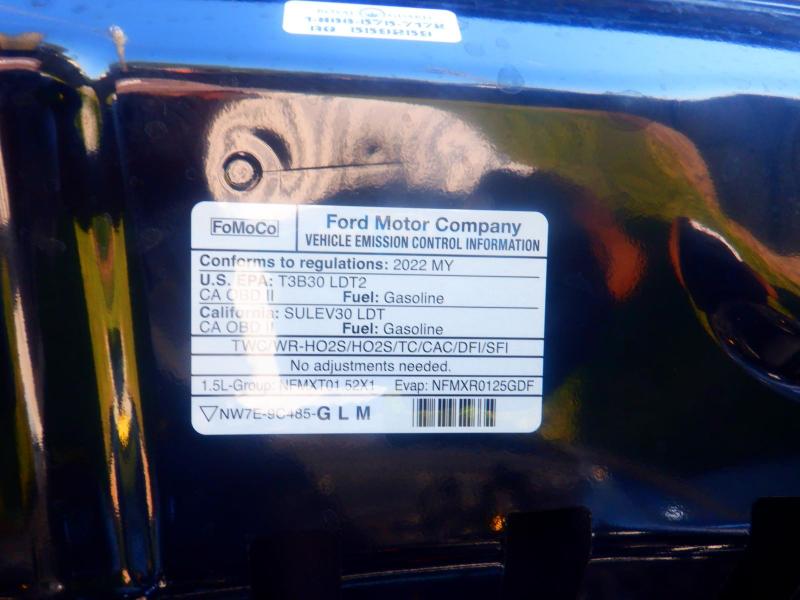 FoMoCo
Ford Motor Company
VEHICLE EMISSION CONTROL INFORMATION
Conforms to regulations: 2022 MY
U.S. EPA: T3B30 LDT2
CA OBD II Fuel: Gasoline
California: SULEV30 LDT
CA OBD II Fuel: Gasoline
TWC/WR-HO2S/HO2S/TC/CAC/DFI/SFI
No adjustments needed.
1.5L-Group: NFMXT01.52X1 Evap: NFMXR0125GDF
NW7E-9C485-GLM